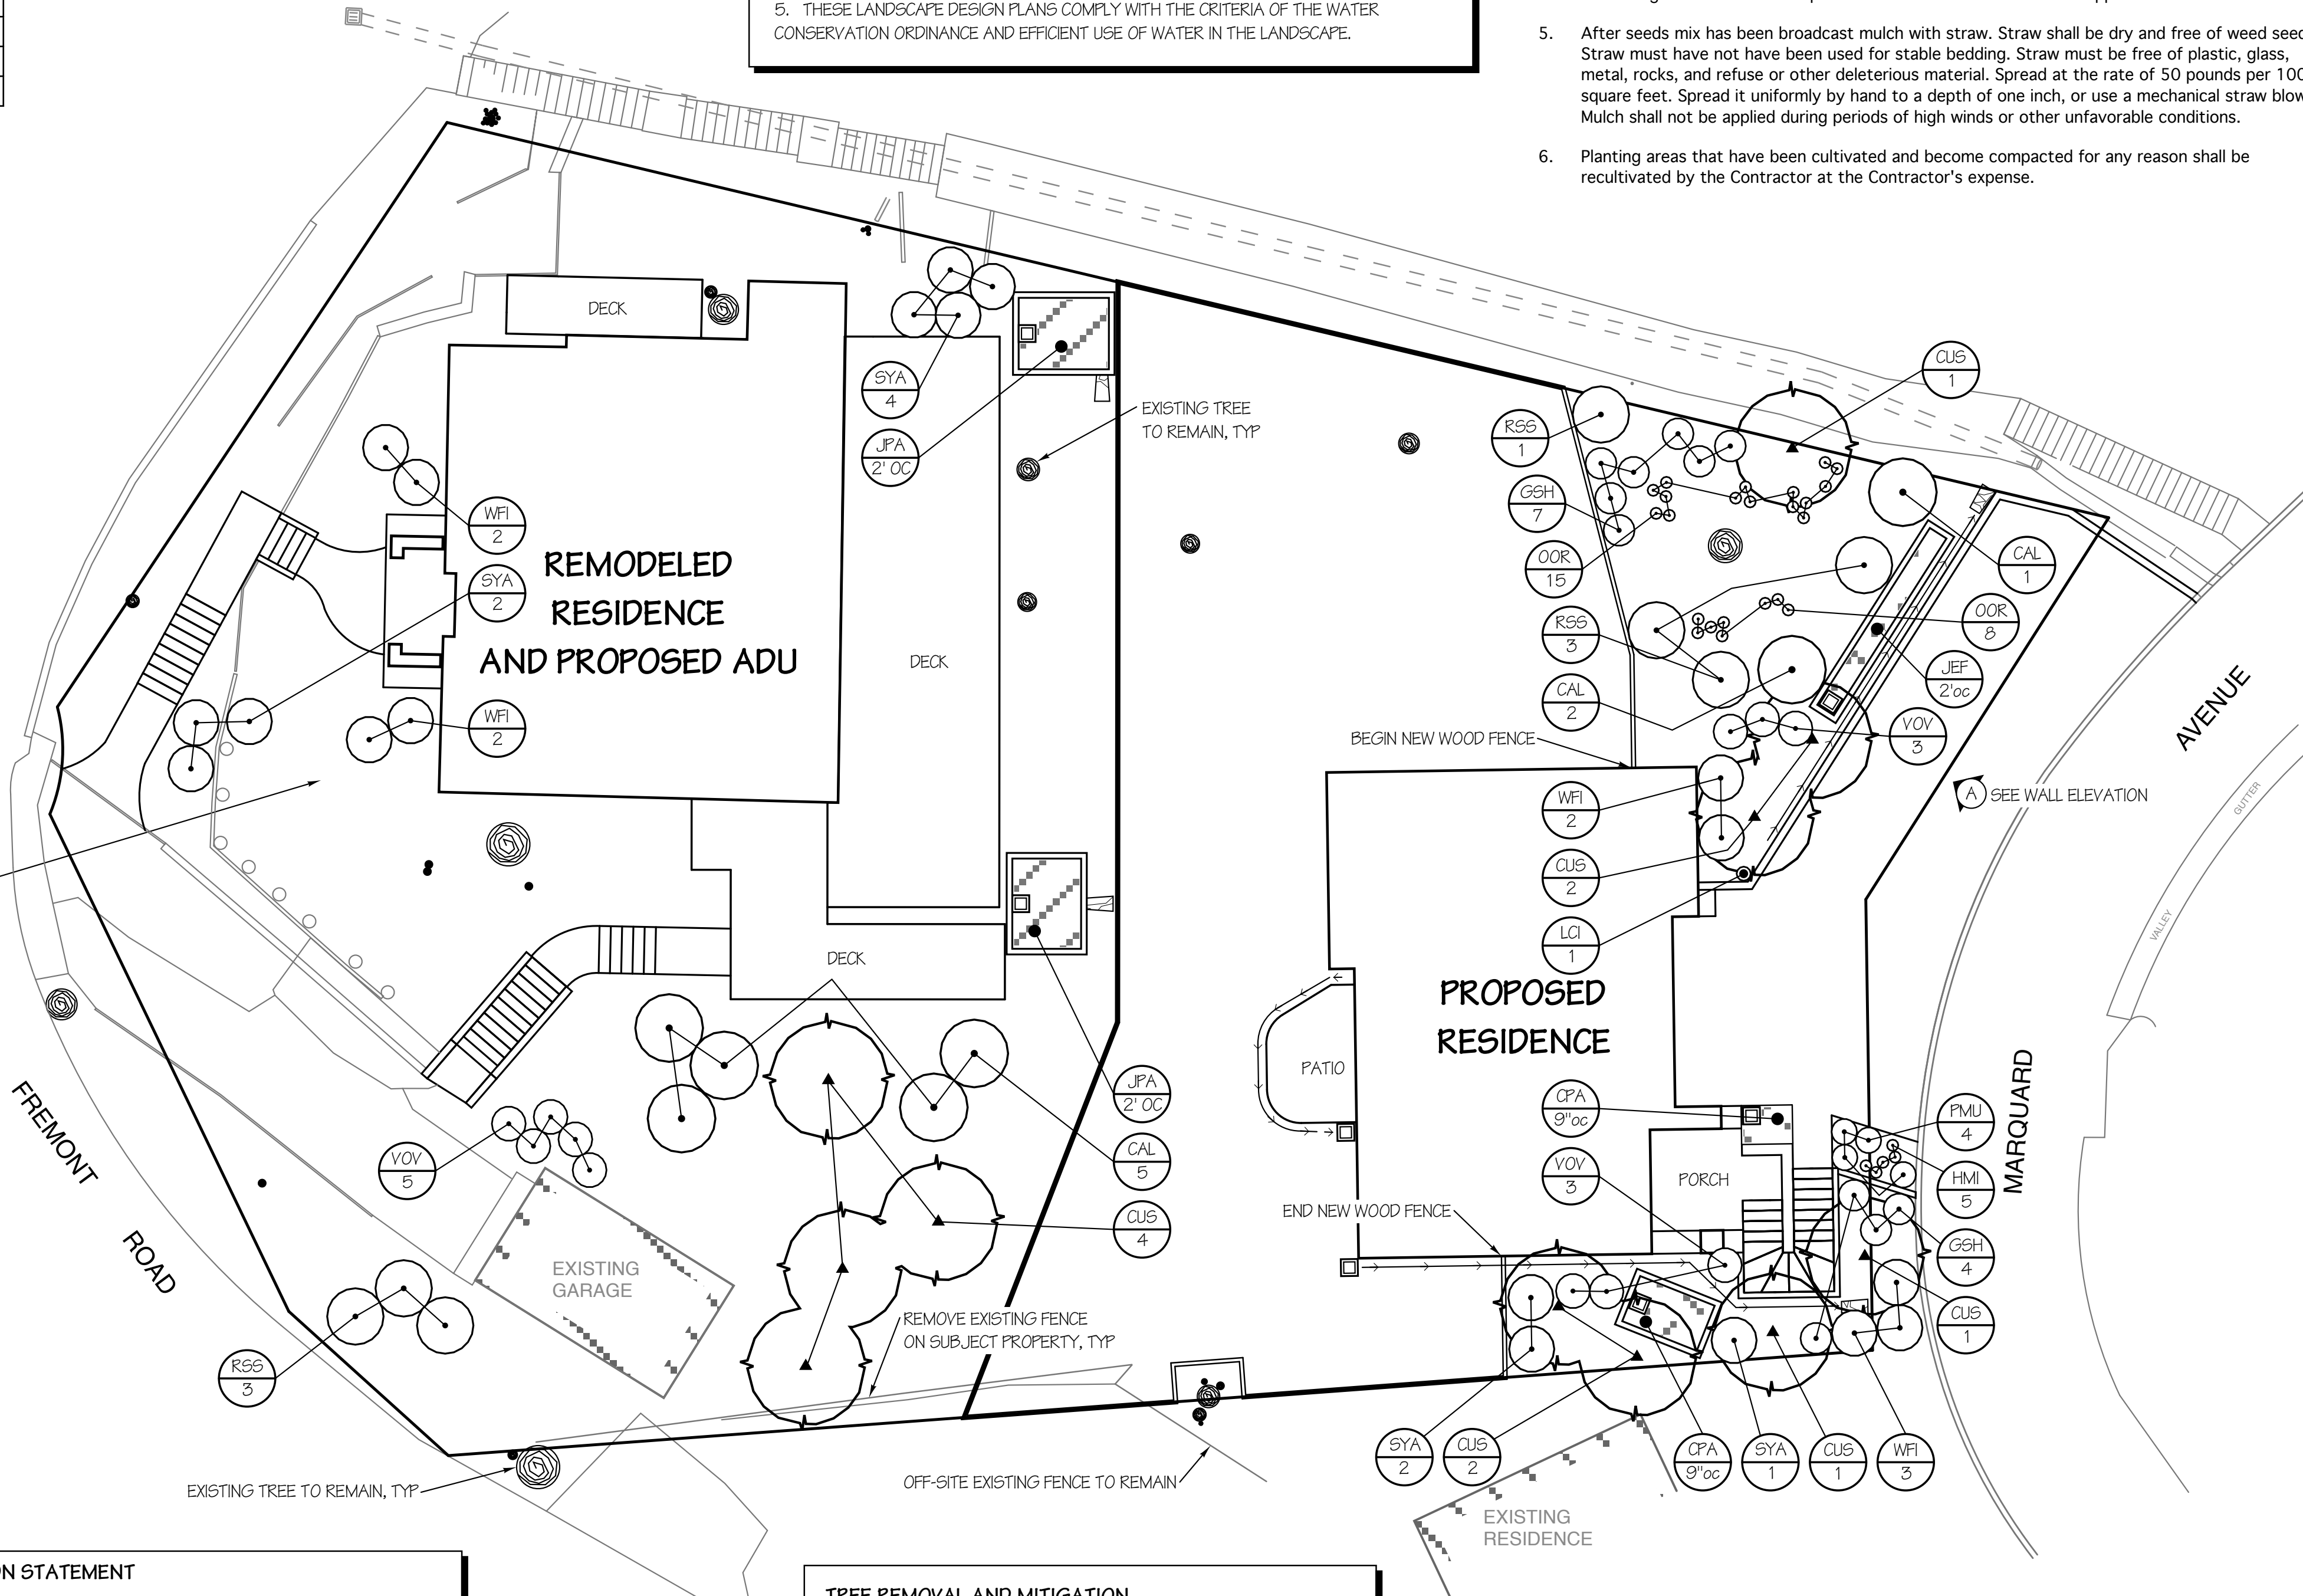 5. THESE LANDSCAPE DESIGN PLANS COMPLY WITH THE CRITERIA OF THE WATER
CONSERVATION ORDINANCE AND EFFICIENT USE OF WATER IN THE LANDSCAPE.
5. After seeds mix has been broadcast mulch with straw. Straw shall be dry and free of weed seed
Straw must have not have been used for stable bedding. Straw must be free of plastic, glass,
metal, rocks, and refuse or other deleterious material. Spread at the rate of 50 pounds per 100
square feet. Spread it uniformly by hand to a depth of one inch, or use a mechanical straw blow
Mulch shall not be applied during periods of high winds or other unfavorable conditions.
6. Planting areas that have been cultivated and become compacted for any reason shall be
recultivated by the Contractor at the Contractor's expense.
DECK
SYA
4
JPA
2' OC
EXISTING TREE
TO REMAIN, TYP
WFI
2
SYA
2
WFI
2
REMODELED
RESIDENCE
AND PROPOSED ADU
DECK
DECK
CUS
1
RSS
1
GSH
7
OOR
15
RSS
3
CAL
2
CAL
1
OOR
8
JEF
2'oc
VOV
3
BEGIN NEW WOOD FENCE
WFI
2
CUS
2
LCI
1
A
SEE WALL ELEVATION
AVENUE
GUTTER
VALLEY
MARQUARD
PROPOSED
RESIDENCE
PATIO
PORCH
CPA
9"oc
VOV
3
END NEW WOOD FENCE
PMU
4
HMI
5
GSH
4
CUS
1
JPA
2' OC
CAL
5
CUS
4
VOV
5
FREMONT
ROAD
EXISTING
GARAGE
RSS
3
REMOVE EXISTING FENCE
ON SUBJECT PROPERTY, TYP
SYA
2
CUS
2
CPA
9"oc
SYA
1
CUS
1
WFI
3
EXISTING TREE TO REMAIN, TYP
OFF-SITE EXISTING FENCE TO REMAIN
EXISTING
RESIDENCE
N STATEMENT
TREE REMOVAL AND MITIGATION